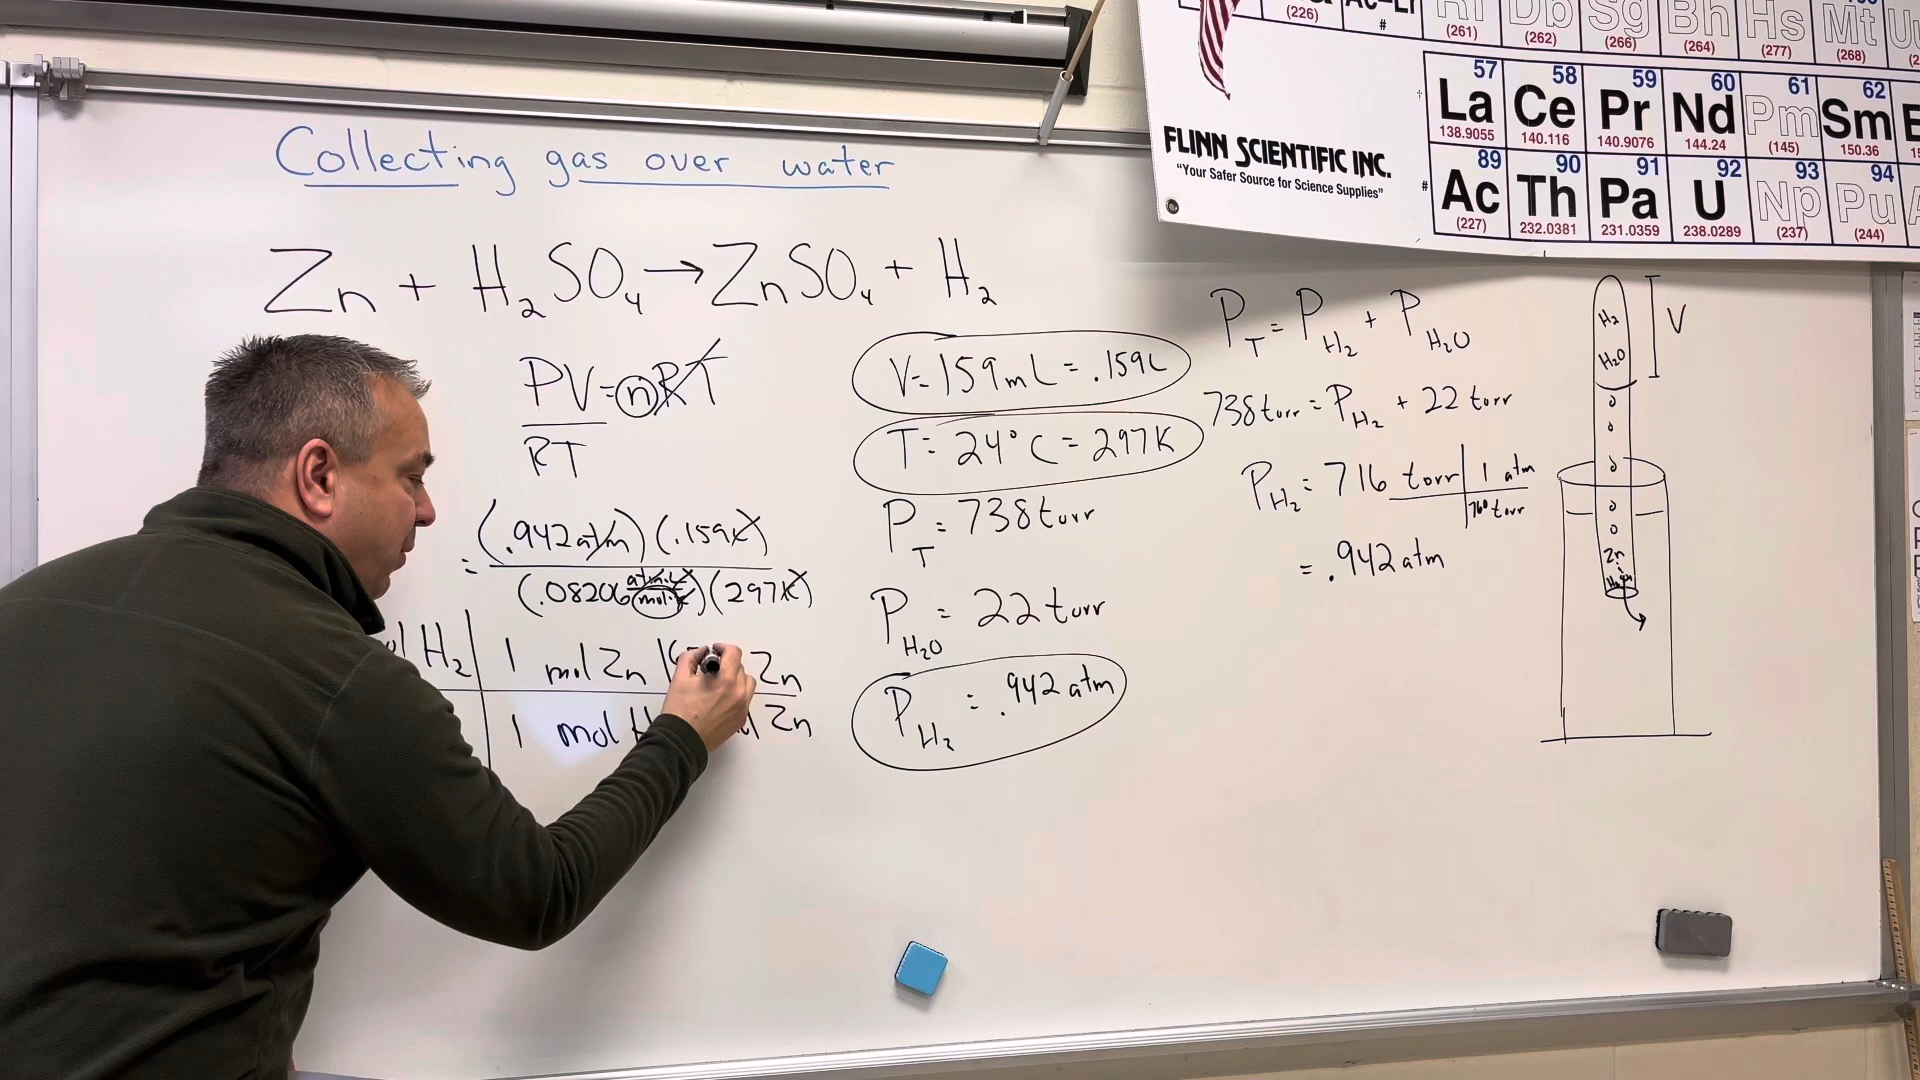 Collecting gas over water
Zn + H₂SO₄ → ZnSO₄ + H₂
PV = nRT
RT
= (.942 atm) (.159 L)
(.08206 atm·L mol·K) (297 K)
H₂ | 1 mol Zn | Zn
1 mol Zn
V = 159 mL = .159 L
T = 24° C = 297 K
P_T = 738 torr
P_H₂O = 22 torr
P_H₂ = .942 atm
P_T = P_H₂ + P_H₂O
738 torr = P_H₂ + 22 torr
P_H₂ = 716 torr | 1 atm
760 torr
= .942 atm
H₂
H₂O
V
Zn
(226)
#
(261) (262) (266) (264) (277) (268)
Rf Db Sg Bh Hs Mt
FLINN SCIENTIFIC INC.
"Your Safer Source for Science Supplies"
† 57 58 59 60 61 62
La Ce Pr Nd Pm Sm
138.9055 140.116 140.9076 144.24 (145) 150.36
# 89 90 91 92 93 94
Ac Th Pa U Np Pu
(227) 232.0381 231.0359 238.0289 (237) (244)